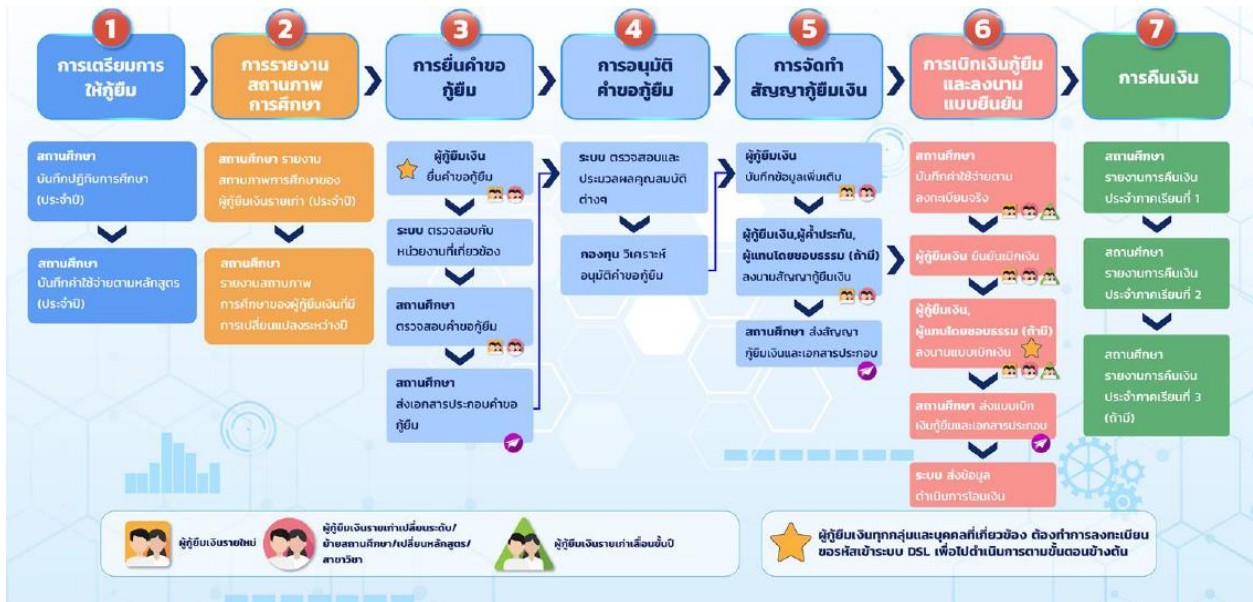 1
การเตรียมการ
ให้กู้ยืม
2
การรายงาน
สถานภาพ
การศึกษา
3
การยื่นคำขอ
กู้ยืม
4
การอนุมัติ
คำขอกู้ยืม
5
การจัดทำ
สัญญากู้ยืมเงิน
6
การเบิกเงินกู้ยืม
และลงนาม
แบบยืนยัน
7
การคืนเงิน
สถานศึกษา
บันทึกปฏิทินการศึกษา
(ประจำปี)
สถานศึกษา
บันทึกค่าใช้จ่ายตามหลักสูตร
(ประจำปี)
สถานศึกษา รายงาน
สถานภาพการศึกษาของ
ผู้กู้ยืมเงินรายเก่า (ประจำปี)
สถานศึกษา
รายงานสถานภาพ
การศึกษาของผู้กู้ยืมเงินที่มี
การเปลี่ยนแปลงระหว่างปี
ผู้กู้ยืมเงิน
ยื่นคำขอกู้ยืม
ระบบ ตรวจสอบกับ
หน่วยงานที่เกี่ยวข้อง
สถานศึกษา
ตรวจสอบคำขอกู้ยืม
สถานศึกษา
ส่งเอกสารประกอบคำขอ
กู้ยืม
ระบบ ตรวจสอบและ
ประมวลผลคุณสมบัติ
ต่างๆ
กองทุน วิเคราะห์
อนุมัติคำขอกู้ยืม
ผู้กู้ยืมเงิน
บันทึกข้อมูลเพิ่มเติม
ผู้กู้ยืมเงิน,ผู้ค้ำประกัน,
ผู้แทนโดยชอบธรรม (ถ้ามี)
ลงนามสัญญากู้ยืมเงิน
สถานศึกษา ส่งสัญญา
กู้ยืมเงินและเอกสารประกอบ
สถานศึกษา
บันทึกค่าใช้จ่ายตาม
ลงทะเบียนจริง
ผู้กู้ยืมเงิน ยืนยันเบิกเงิน
ผู้กู้ยืมเงิน,
ผู้แทนโดยชอบธรรม (ถ้ามี)
ลงนามแบบเบิกเงิน
สถานศึกษา ส่งแบบเบิก
เงินกู้ยืมและเอกสารประกอบ
ระบบ ส่งข้อมูล
ดำเนินการโอนเงิน
สถานศึกษา
รายงานการคืนเงิน
ประจำภาคเรียนที่ 1
สถานศึกษา
รายงานการคืนเงิน
ประจำภาคเรียนที่ 2
สถานศึกษา
รายงานการคืนเงิน
ประจำภาคเรียนที่ 3
(ถ้ามี)
ผู้กู้ยืมเงินรายใหม่
ผู้กู้ยืมเงินรายเก่าเปลี่ยนระดับ/
ย้ายสถานศึกษา/เปลี่ยนหลักสูตร/
สาขาวิชา
ผู้กู้ยืมเงินรายเก่าเลื่อนชั้นปี
ผู้กู้ยืมเงินทุกกลุ่มและบุคคลที่เกี่ยวข้อง ต้องทำการลงทะเบียน
ขอรหัสเข้าระบบ DSL เพื่อไปดำเนินการตามขั้นตอนข้างต้น